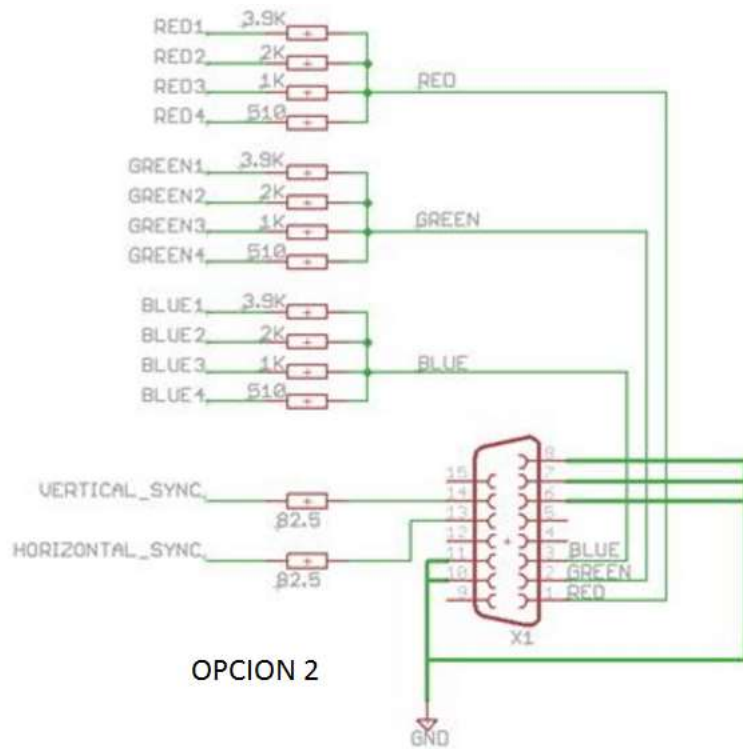 RED1 3.9K
RED2 2K
RED3 1K RED
RED4 510
GREEN1 3.9K
GREEN2 2K
GREEN3 1K GREEN
GREEN4 510
BLUE1 3.9K
BLUE2 2K
BLUE3 1K BLUE
BLUE4 510
8
15 7
VERTICAL_SYNC 14 6
82.5 13 5
12 4
HORIZONTAL_SYNC 11 3 BLUE
82.5 10 2 GREEN
9 1 RED
X1
OPCION 2
GND